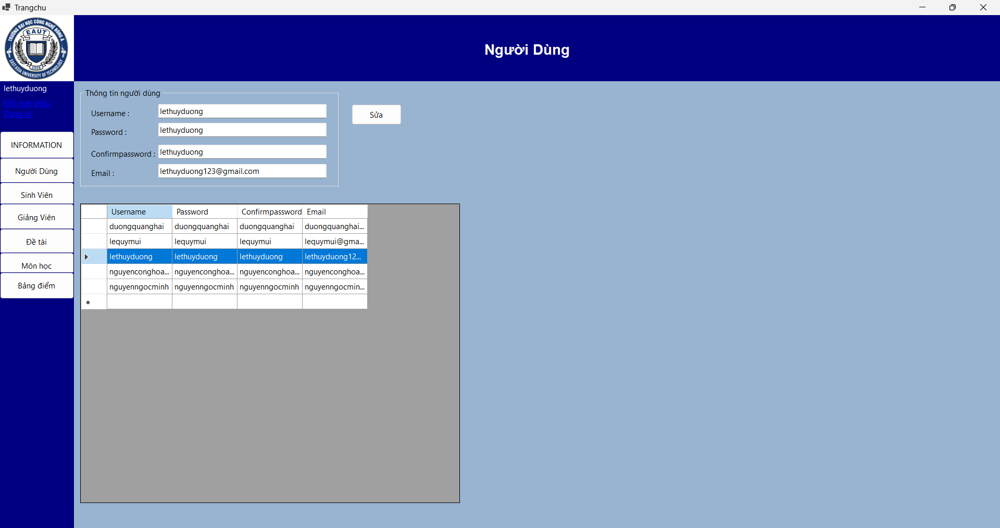 Trangchu
TRƯỜNG ĐẠI HỌC CÔNG NGHỆ ĐÔNG Á
EAUT
2008
EAST ASIA UNIVERSITY OF TECHNOLOGY
Người Dùng
lethuyduong
Đổi mật khẩu
Đăng ký
INFORMATION
Người Dùng
Sinh Viên
Giảng Viên
Đề tài
Môn học
Bảng điểm
Thông tin người dùng
Username : lethuyduong
Password : lethuyduong
Confirmpassword : lethuyduong
Email : lethuyduong123@gmail.com
Sửa
Username Password Confirmpassword Email
duongquanghai duongquanghai duongquanghai duongquanghai...
lequymui lequymui lequymui lequymui@gma...
lethuyduong lethuyduong lethuyduong lethuyduong12...
nguyenconghoa... nguyenconghoa... nguyenconghoa... nguyenconghoa...
nguyenngocminh nguyenngocminh nguyenngocminh nguyenngocmin...